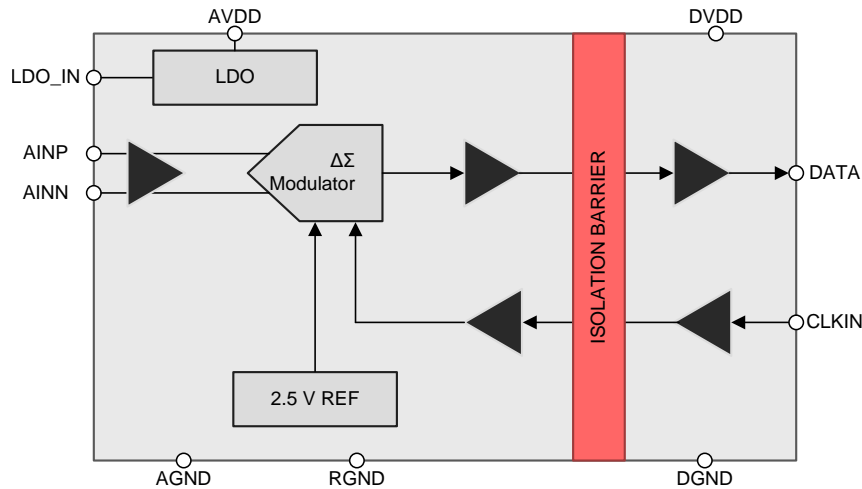 AVDD
DVDD
LDO_IN
LDO
AINP
AINN
ΔΣ
Modulator
ISOLATION BARRIER
DATA
CLKIN
2.5 V REF
AGND
RGND
DGND